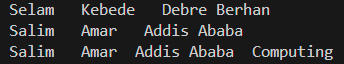 Selam   Kebede   Debre Berhan
Salim   Amar   Addis Ababa
Salim   Amar  Addis Ababa  Computing